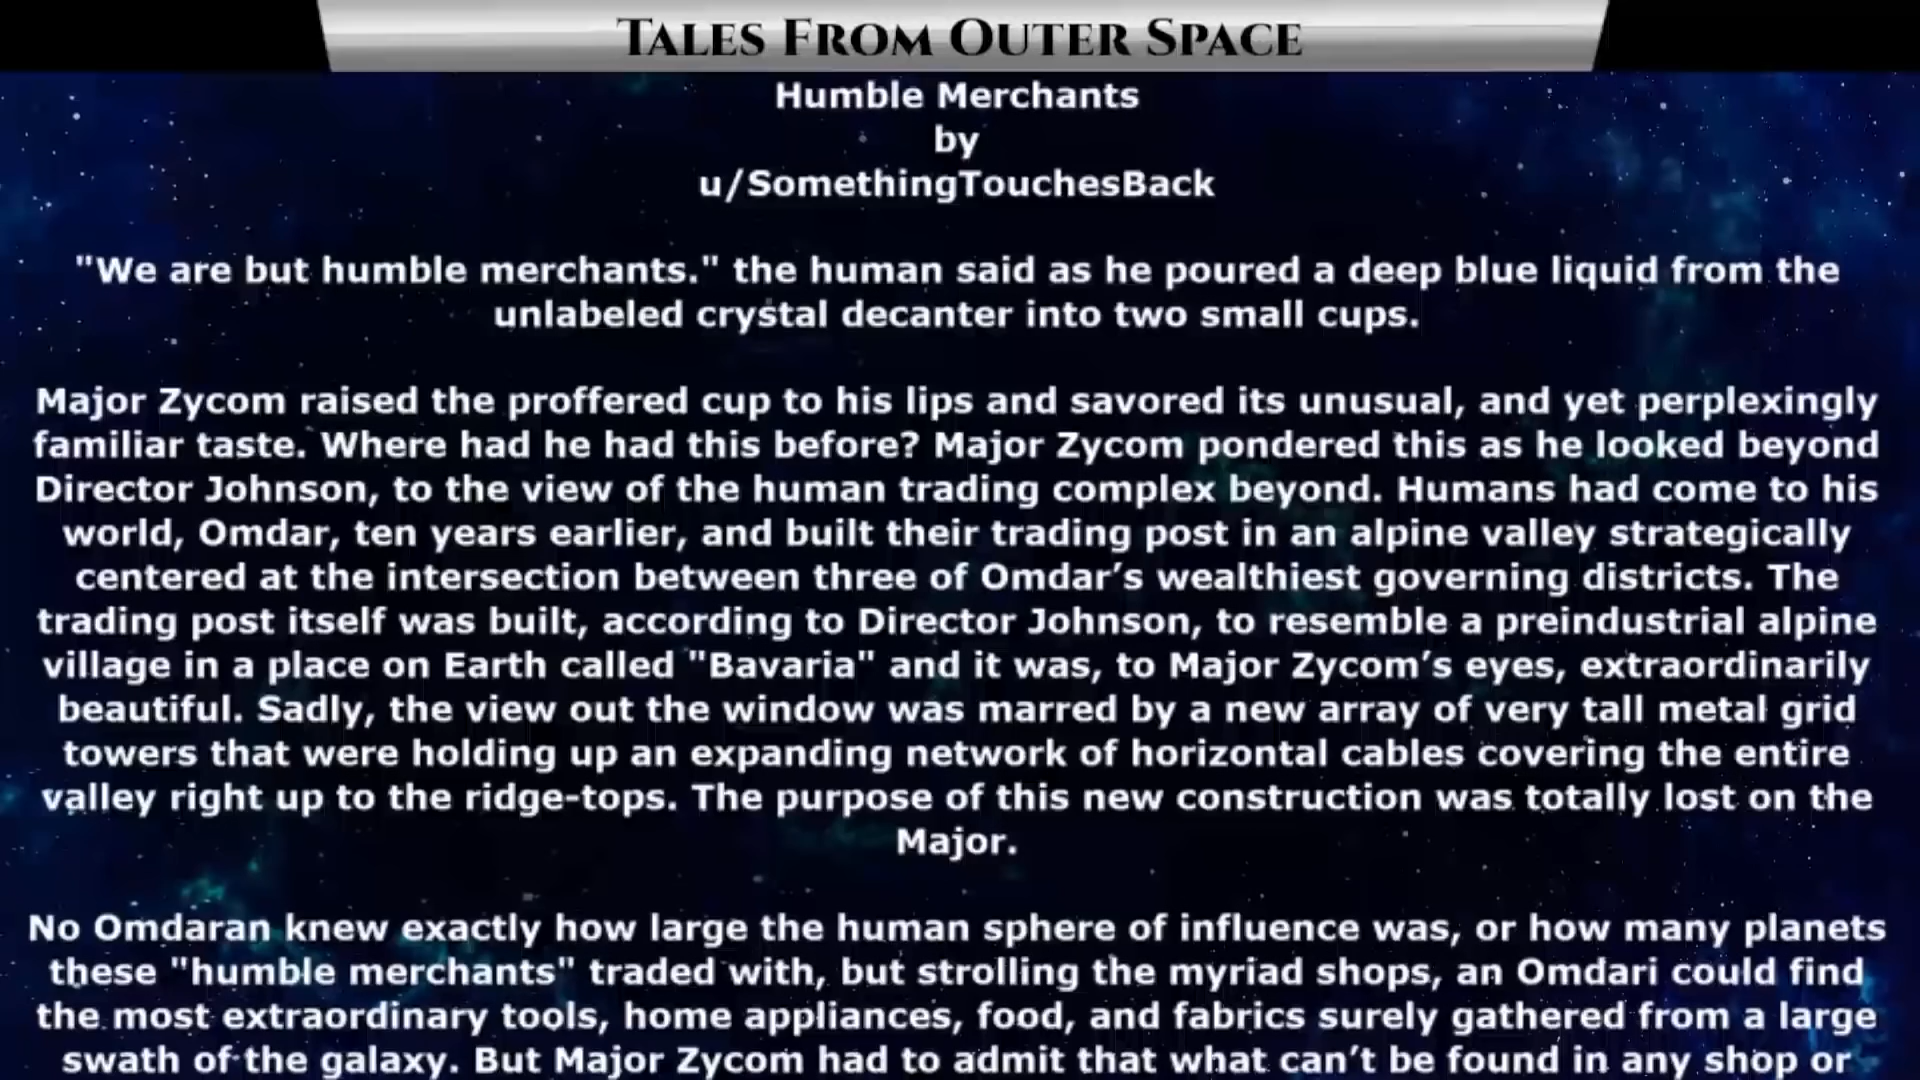 TALES FROM OUTER SPACE
Humble Merchants
by
u/SomethingTouchesBack
"We are but humble merchants." the human said as he poured a deep blue liquid from the
unlabeled crystal decanter into two small cups.
Major Zycom raised the proffered cup to his lips and savored its unusual, and yet perplexingly
familiar taste. Where had he had this before? Major Zycom pondered this as he looked beyond
Director Johnson, to the view of the human trading complex beyond. Humans had come to his
world, Omdar, ten years earlier, and built their trading post in an alpine valley strategically
centered at the intersection between three of Omdar’s wealthiest governing districts. The
trading post itself was built, according to Director Johnson, to resemble a preindustrial alpine
village in a place on Earth called "Bavaria" and it was, to Major Zycom’s eyes, extraordinarily
beautiful. Sadly, the view out the window was marred by a new array of very tall metal grid
towers that were holding up an expanding network of horizontal cables covering the entire
valley right up to the ridge-tops. The purpose of this new construction was totally lost on the
Major.
No Omdaran knew exactly how large the human sphere of influence was, or how many planets
these "humble merchants" traded with, but strolling the myriad shops, an Omdari could find
the most extraordinary tools, home appliances, food, and fabrics surely gathered from a large
swath of the galaxy. But Major Zycom had to admit that what can’t be found in any shop or